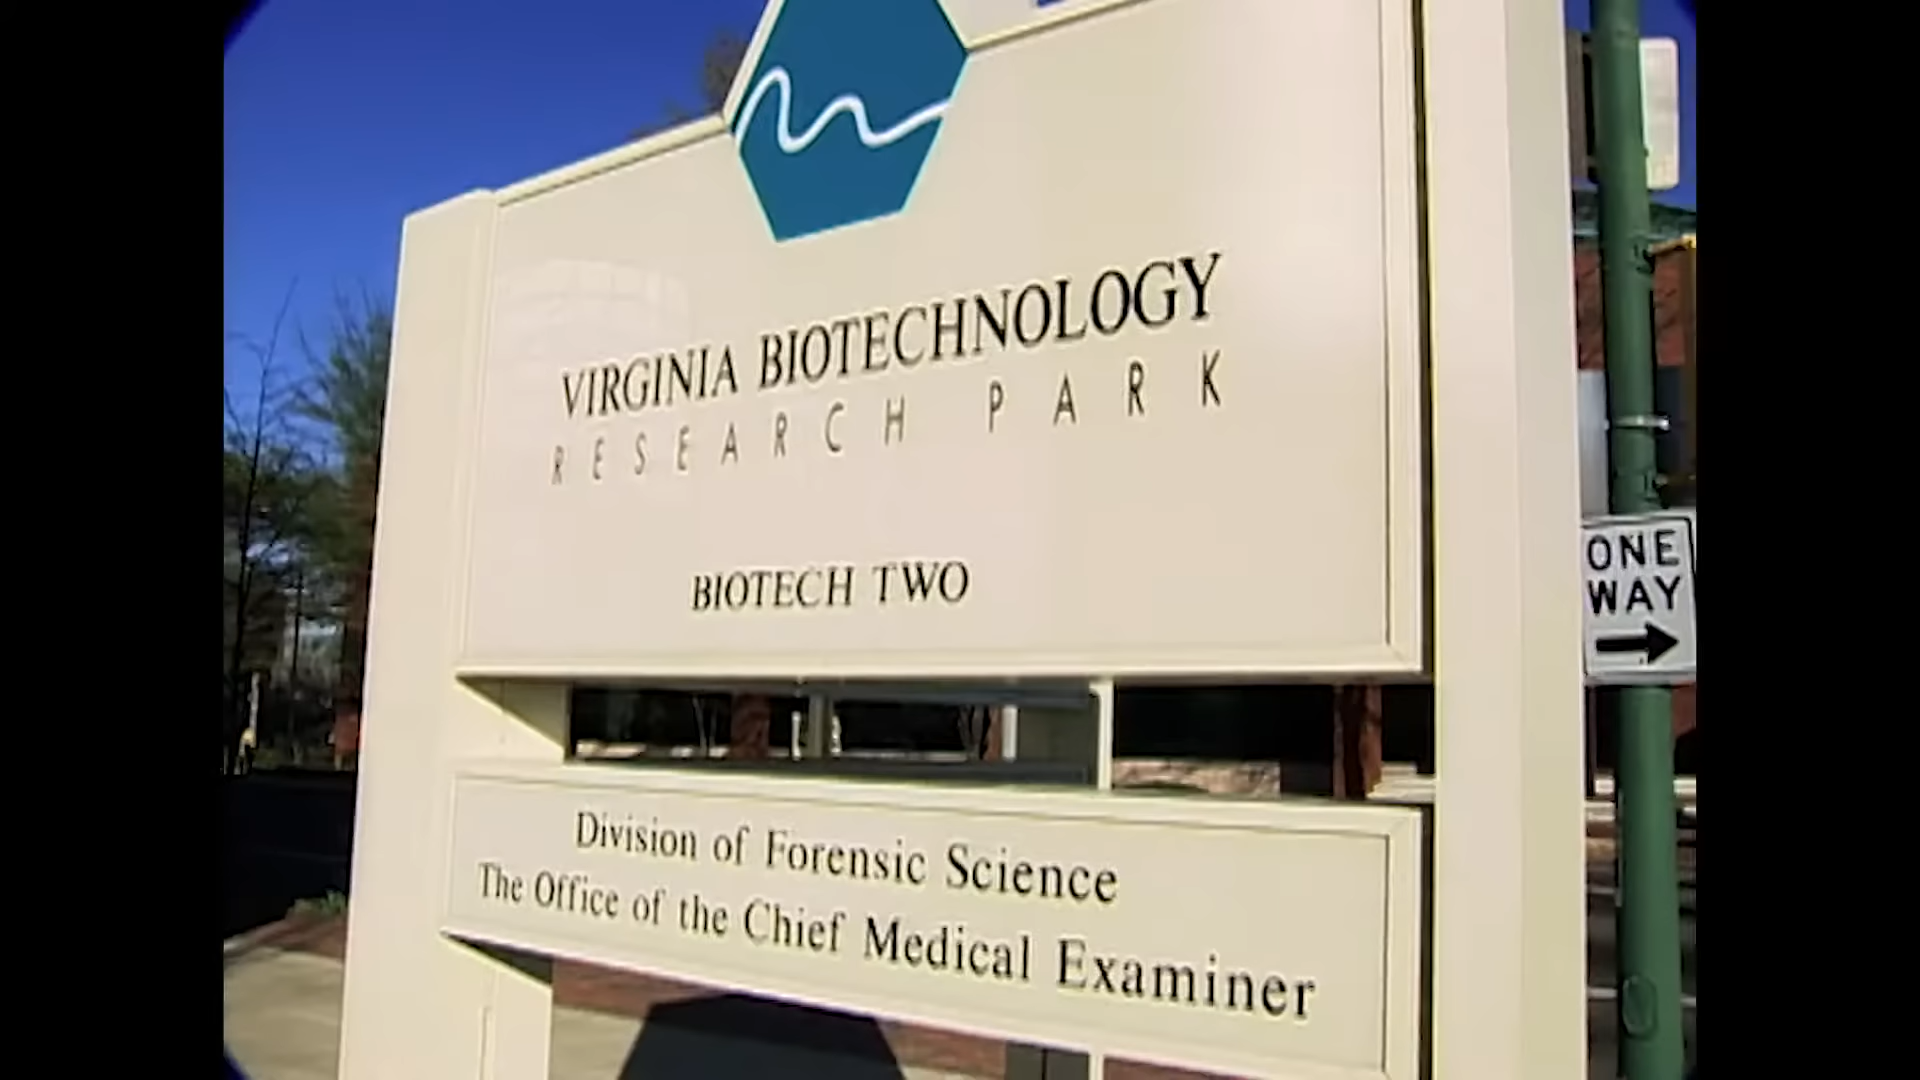 VIRGINIA BIOTECHNOLOGY
RESEARCH PARK
BIOTECH TWO
Division of Forensic Science
The Office of the Chief Medical Examiner
ONE
WAY